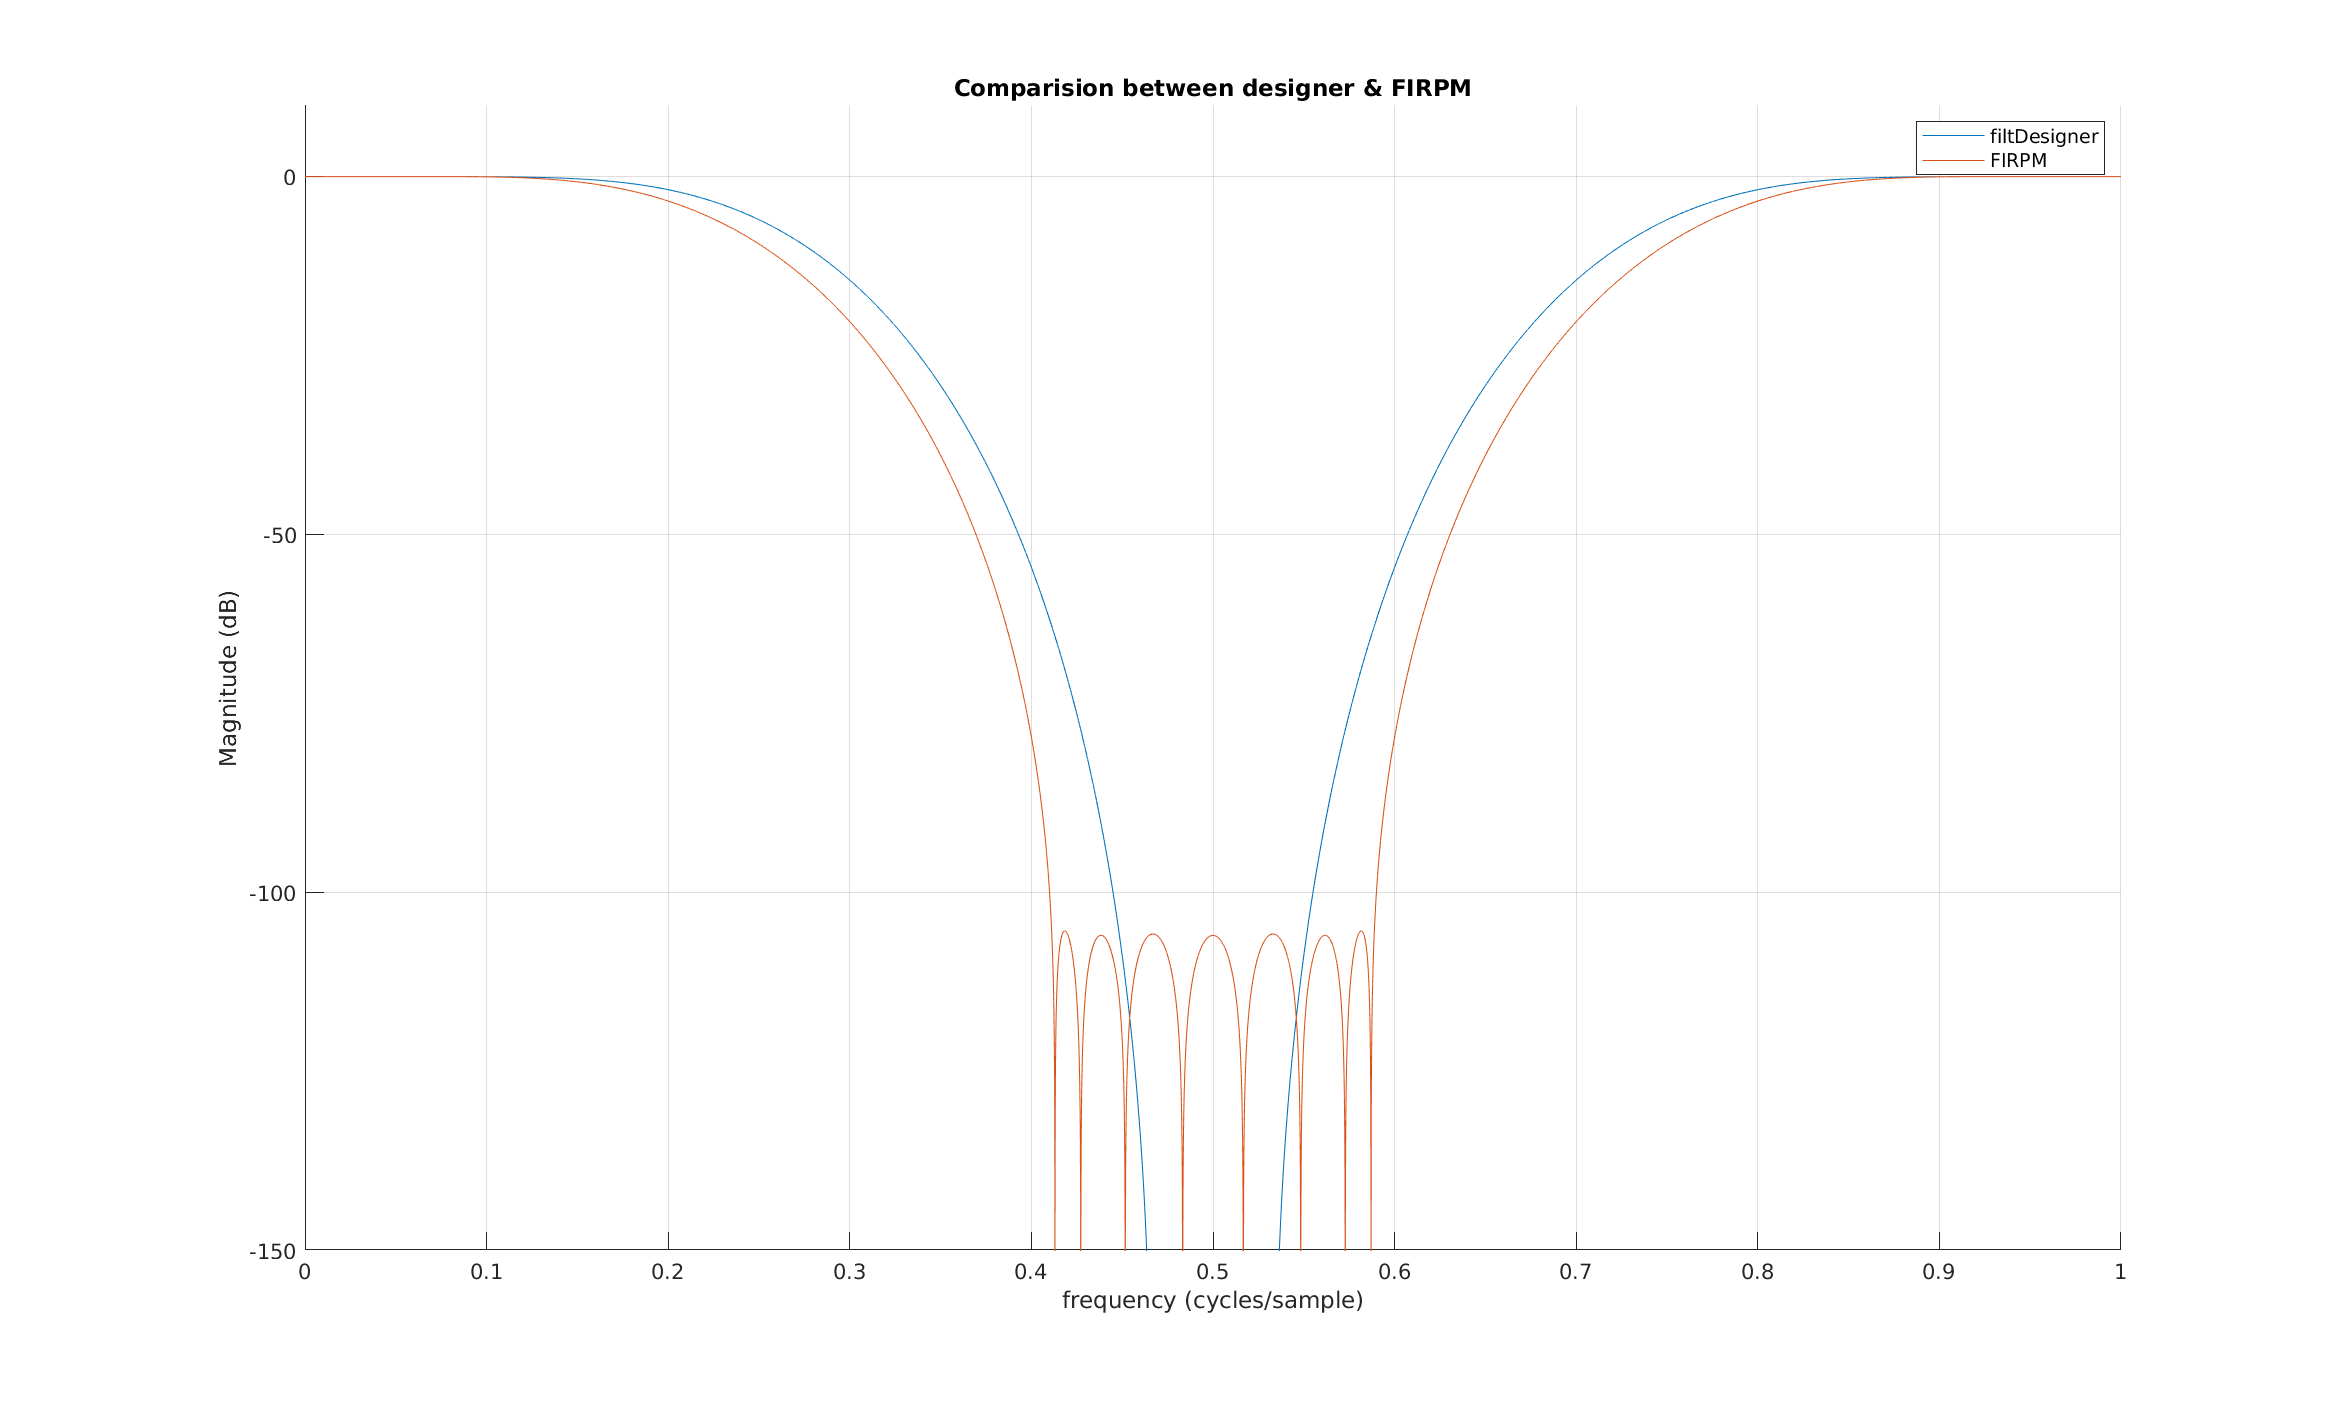 Comparision between designer & FIRPM
filtDesigner
FIRPM
0
-50
-100
-150
Magnitude (dB)
0 0.1 0.2 0.3 0.4 0.5 0.6 0.7 0.8 0.9 1
frequency (cycles/sample)